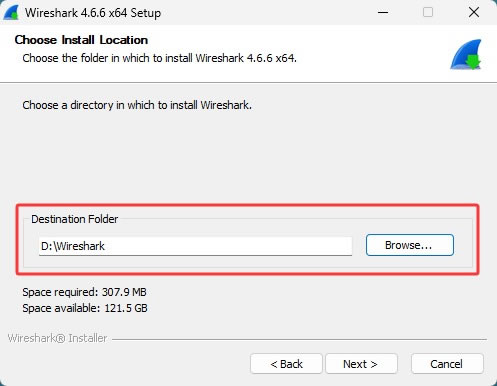 Wireshark 4.6.6 x64 Setup
Choose Install Location
Choose the folder in which to install Wireshark 4.6.6 x64.
Choose a directory in which to install Wireshark.
Destination Folder
D:\Wireshark
Browse...
Space required: 307.9 MB
Space available: 121.5 GB
Wireshark® Installer
< Back
Next >
Cancel